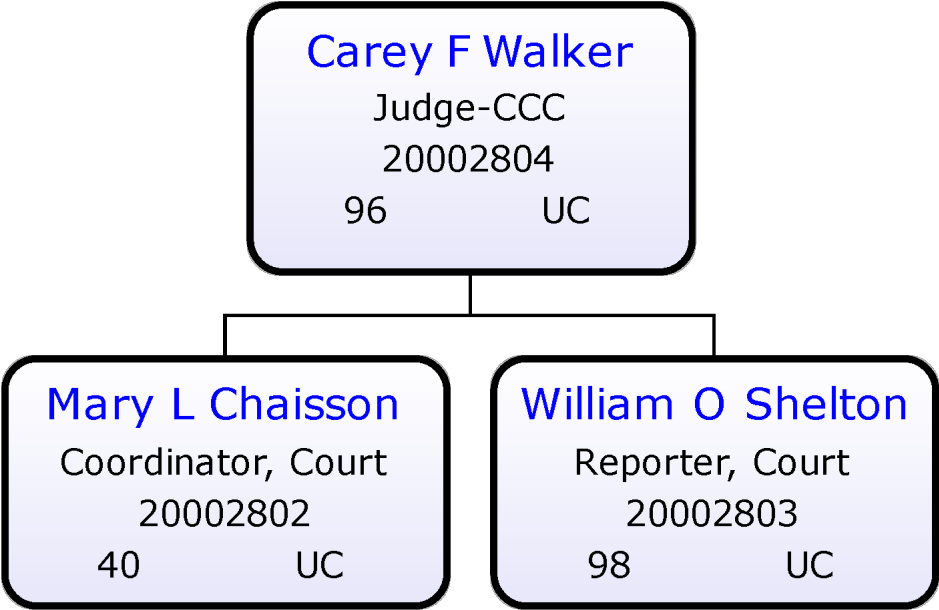 Carey F Walker
Judge-CCC
20002804
96 UC
Mary L Chaisson
Coordinator, Court
20002802
40 UC
William O Shelton
Reporter, Court
20002803
98 UC